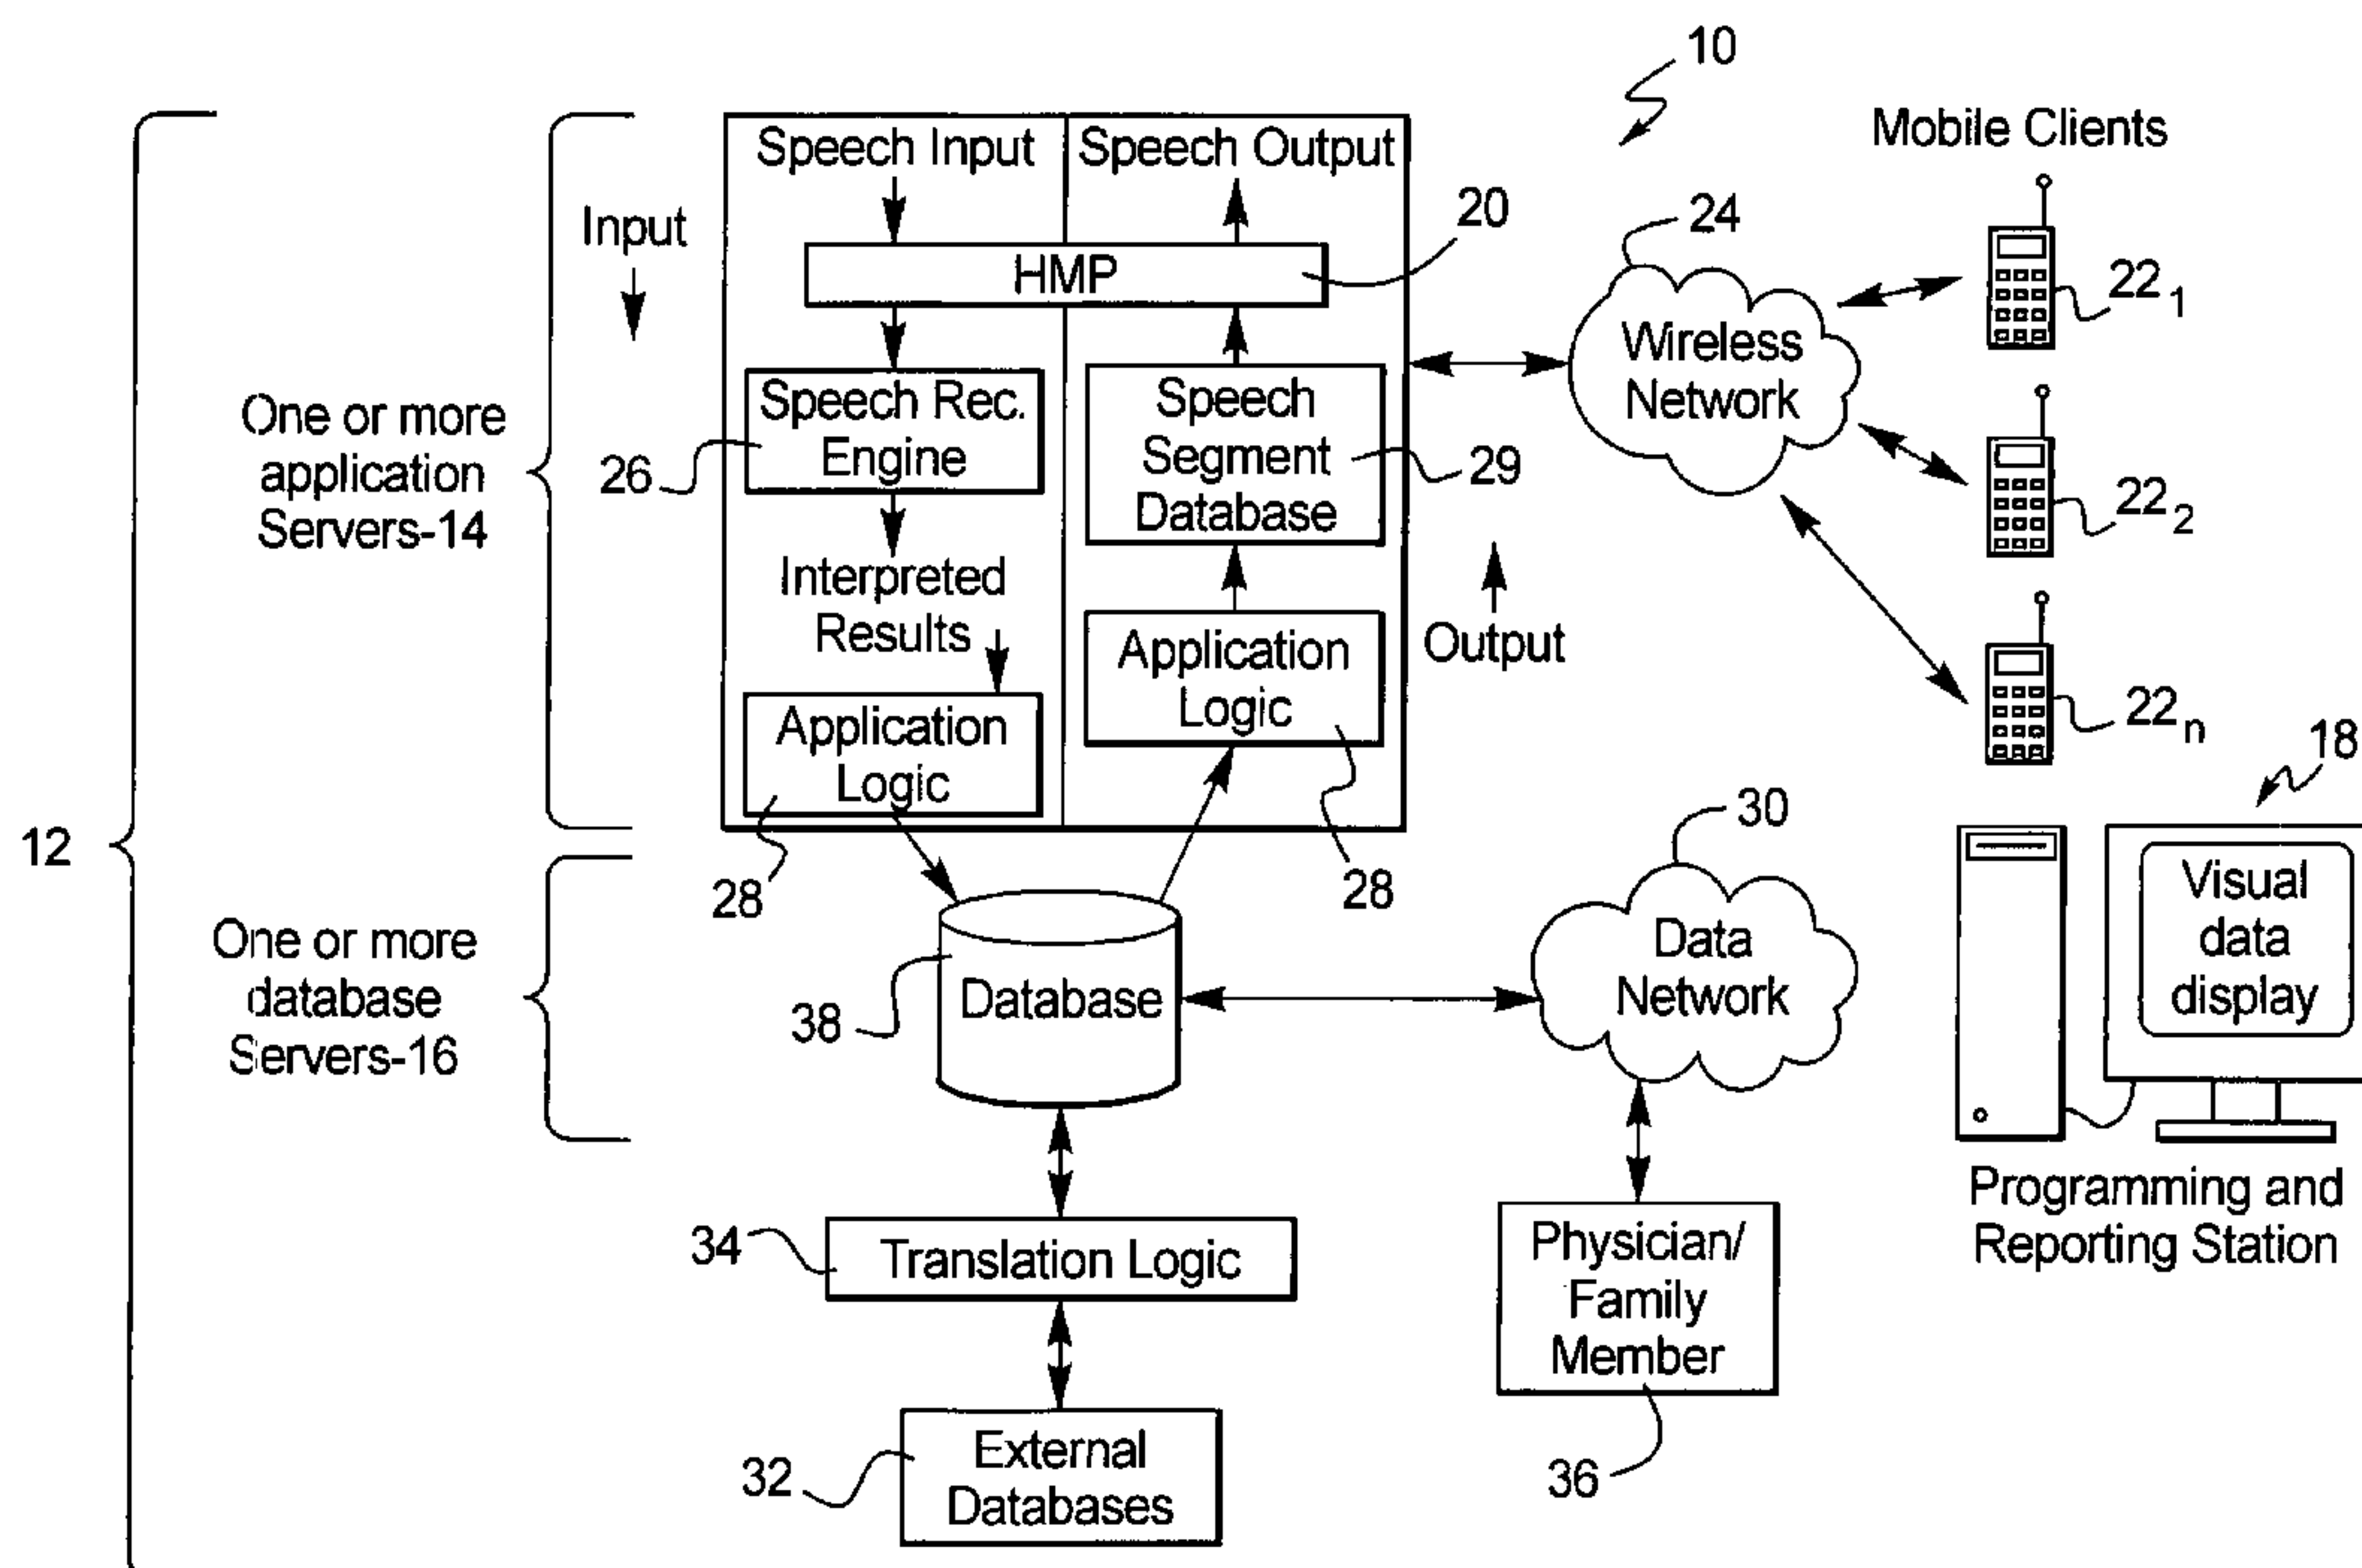 10
Mobile Clients
Speech Input
Speech Output
Input
20
24
HMP
22 1
Wireless
Network
One or more
application
Servers-14
26
Speech Rec.
Engine
Speech
Segment
Database
29
22 2
Interpreted
Results
Application
Logic
Output
Application
Logic
22 n
18
12
28
28
30
Visual
data
display
One or more
database
Servers-16
38
Database
Data
Network
34
Translation Logic
Physician/
Family
Member
Programming and
Reporting Station
32
External
Databases
36